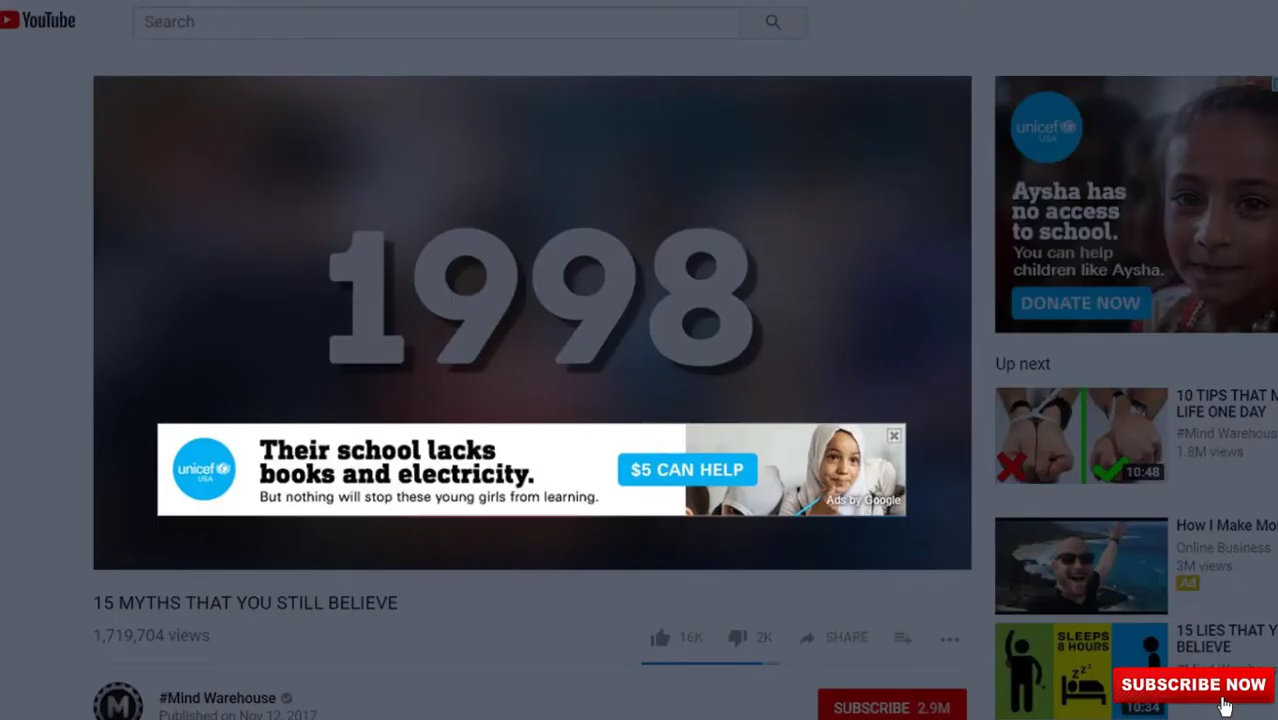 YouTube
Search
1998
unicef
USA
Their school lacks
books and electricity.
But nothing will stop these young girls from learning.
$5 CAN HELP
Ads by Google
15 MYTHS THAT YOU STILL BELIEVE
1,719,704 views
16K
2K
SHARE
#Mind Warehouse
Published on Nov 12, 2017
SUBSCRIBE 2.9M
unicef
USA
Aysha has
no access
to school.
You can help
children like Aysha.
DONATE NOW
Up next
10:48
10 TIPS THAT
LIFE ONE DAY
#Mind Warehous
1.8M views
How I Make Mo
Online Business
3M views
Ad
SLEEPS
8 HOURS
zzz
10:34
15 LIES THAT Y
BELIEVE
SUBSCRIBE NOW